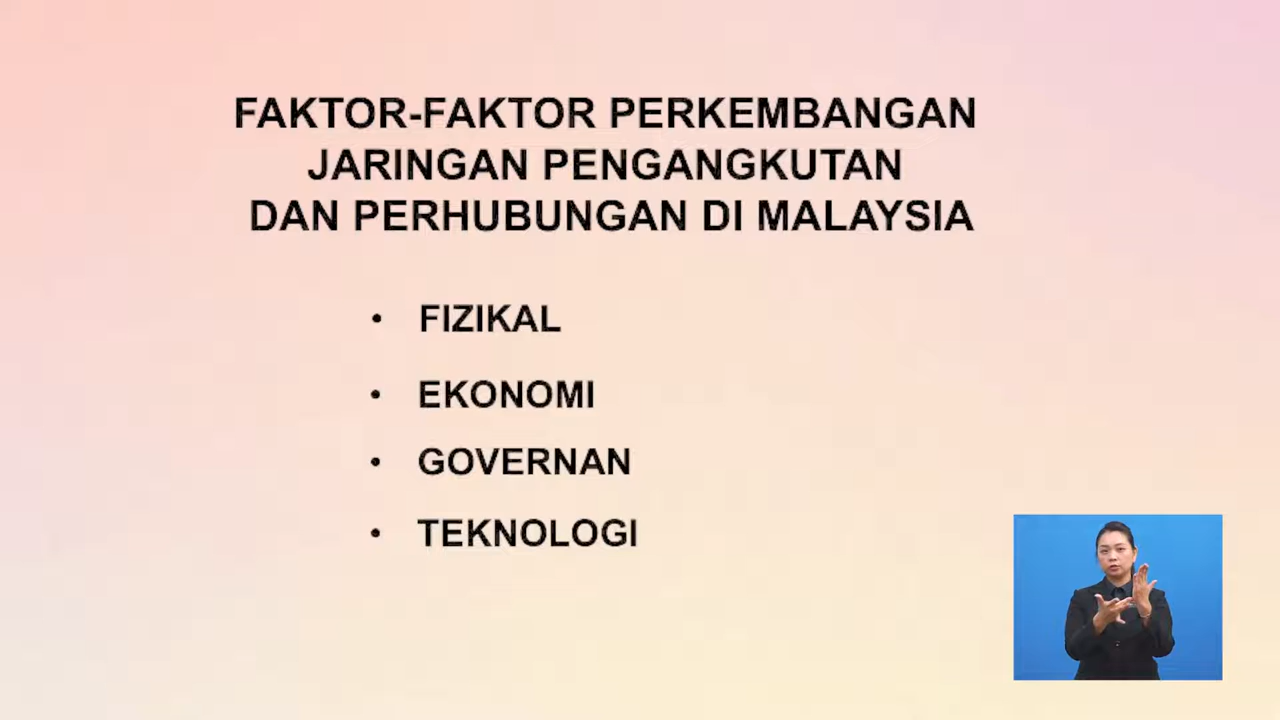 FAKTOR-FAKTOR PERKEMBANGAN
JARINGAN PENGANGKUTAN
DAN PERHUBUNGAN DI MALAYSIA
• FIZIKAL
• EKONOMI
• GOVERNAN
• TEKNOLOGI